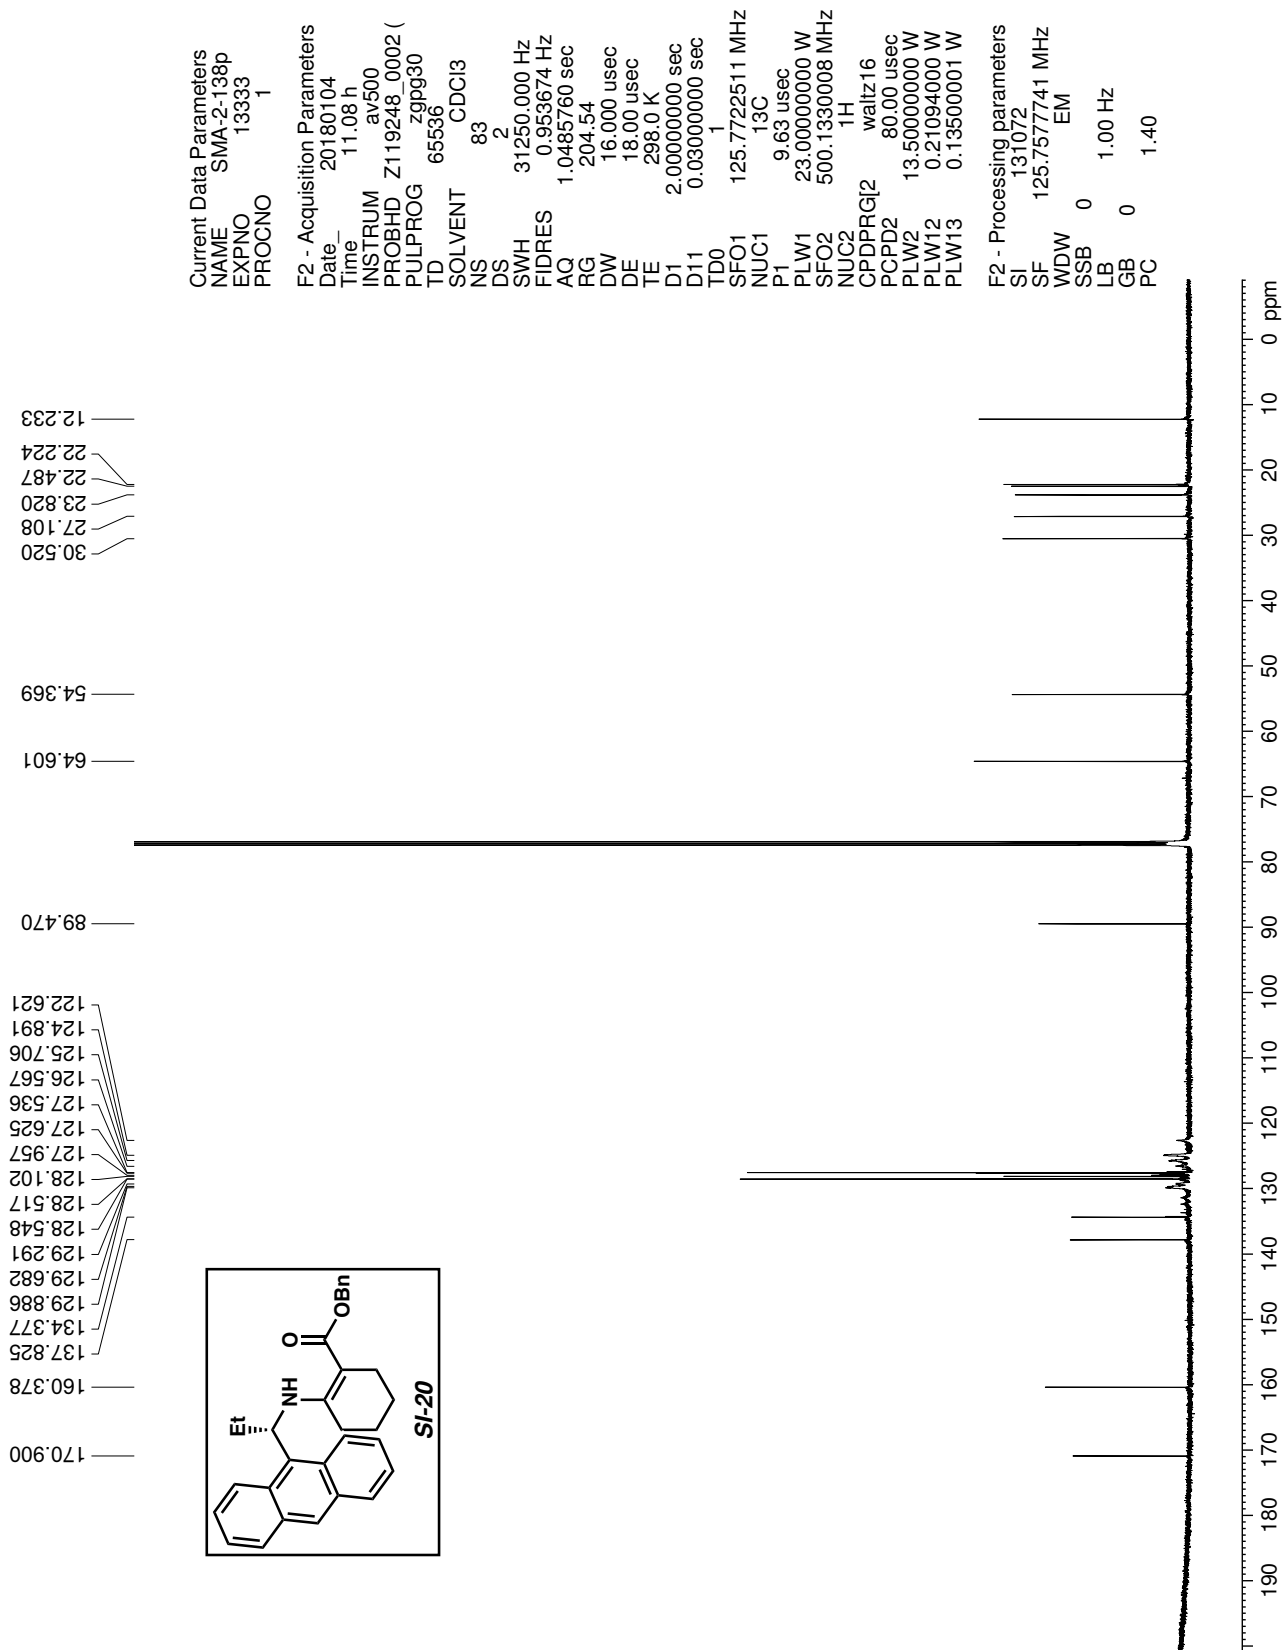 Current Data Parameters
NAME SMA-2-138p
EXPNO 13333
PROCNO 1
F2 - Acquisition Parameters
Date_ 20180104
Time 11.08 h
INSTRUM av500
PROBHD Z119248_0002 (
PULPROG zgpg30
TD 65536
SOLVENT CDCl3
NS 83
DS 2
SWH 31250.000 Hz
FIDRES 0.953674 Hz
AQ 1.0485760 sec
RG 204.54
DW 16.000 usec
DE 18.00 usec
TE 298.0 K
D1 2.00000000 sec
D11 0.03000000 sec
TD0 1
SFO1 125.7722511 MHz
NUC1 13C
P1 9.63 usec
PLW1 23.00000000 W
SFO2 500.1330008 MHz
NUC2 1H
CPDPRG[2 waltz16
PCPD2 80.00 usec
PLW2 13.50000000 W
PLW12 0.21094000 W
PLW13 0.13500001 W
F2 - Processing parameters
SI 131072
SF 125.7577741 MHz
WDW EM
SSB 0
LB 1.00 Hz
GB 0
PC 1.40
170.900
160.378
137.825
134.377
129.886
129.682
129.291
128.548
128.517
128.102
127.957
127.625
127.536
126.567
125.706
124.891
122.621
89.470
64.601
54.369
30.520
27.108
23.820
22.487
22.224
12.233
Et
NH
O
OBn
SI-20
190 180 170 160 150 140 130 120 110 100 90 80 70 60 50 40 30 20 10 0 ppm